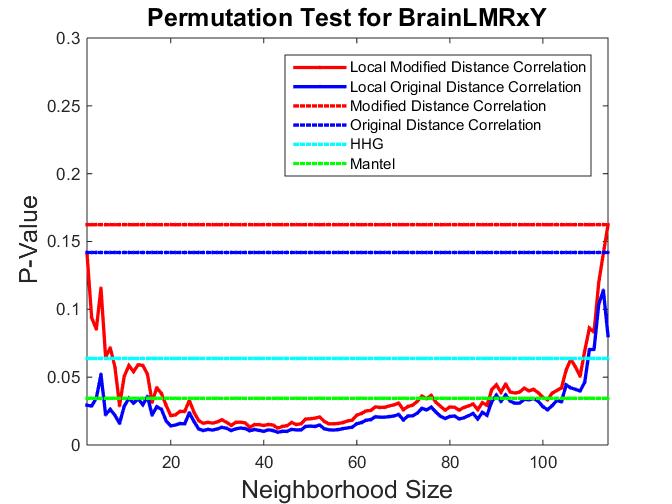 Permutation Test for BrainLMRxY
0.3
0.25
0.2
0.15
0.1
0.05
0
P-Value
Local Modified Distance Correlation
Local Original Distance Correlation
Modified Distance Correlation
Original Distance Correlation
HHG
Mantel
20 40 60 80 100
Neighborhood Size